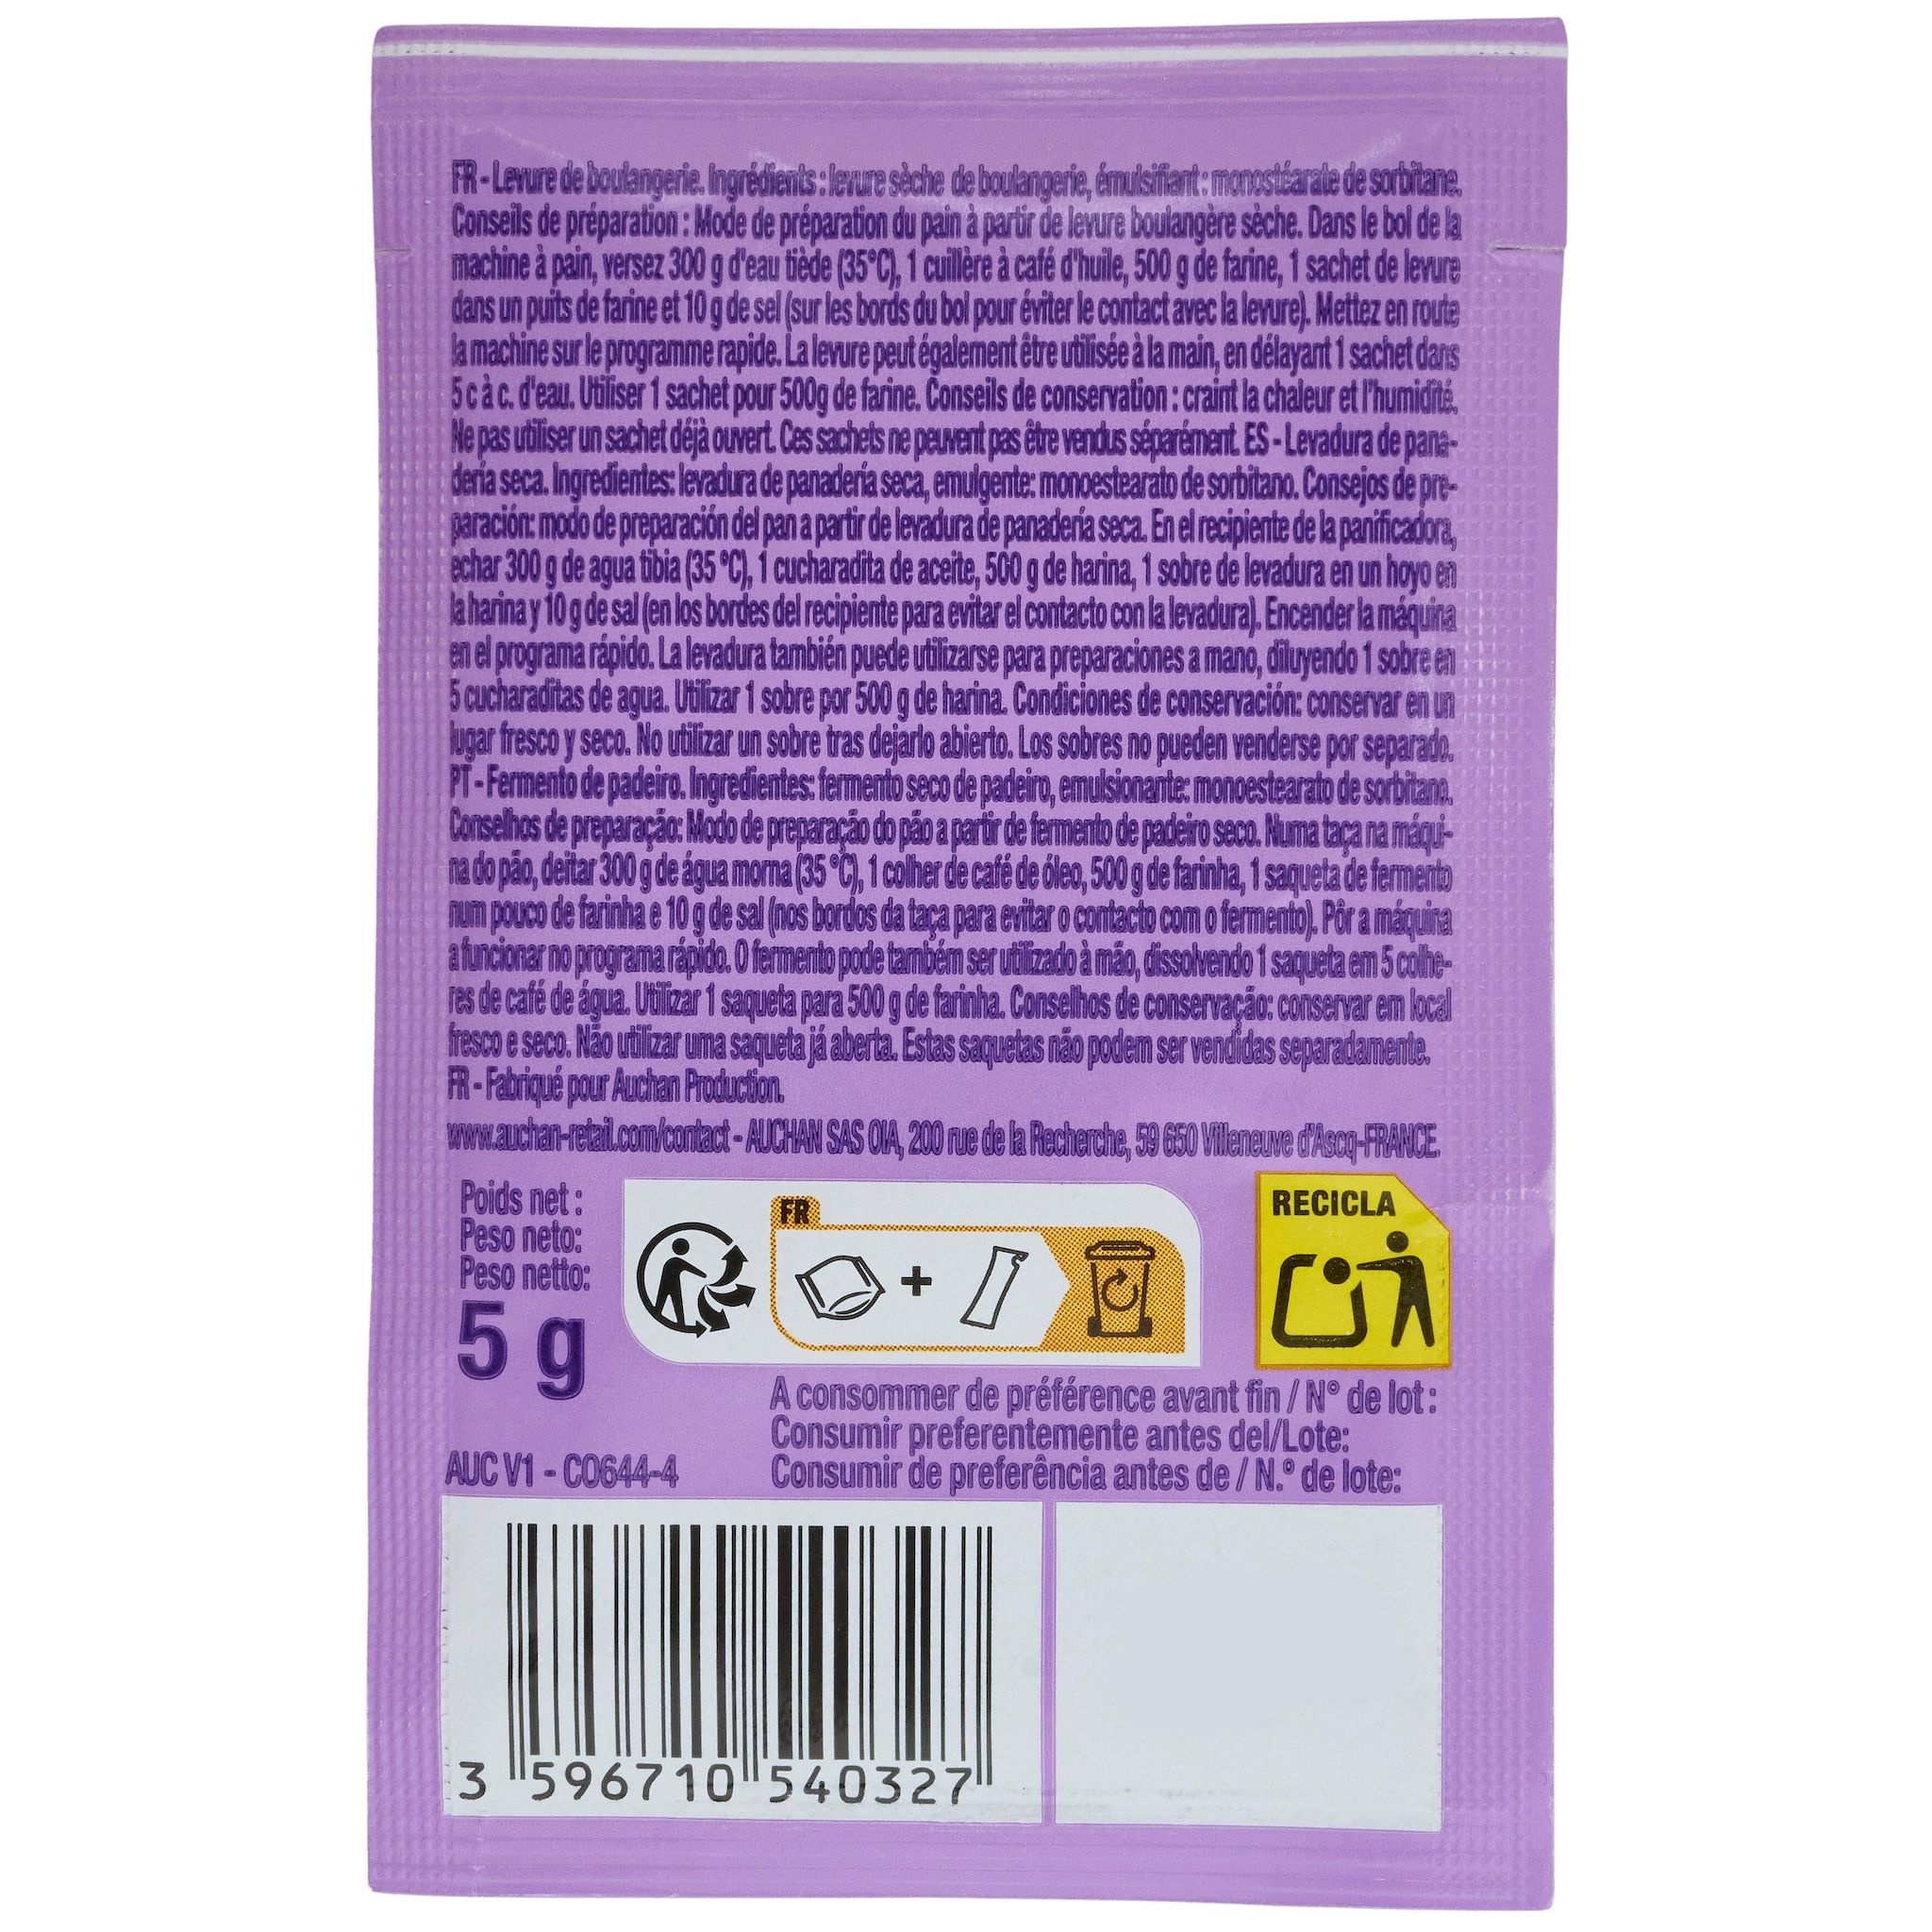 FR - Levure de boulangerie. Ingrédients : levure sèche de boulangerie, émulsifiant : monostéarate de sorbitane.
Conseils de préparation : Mode de préparation du pain à partir de levure boulangère sèche. Dans le bol de la
machine à pain, versez 300 g d'eau tiède (35°C), 1 cuillère à café d'huile, 500 g de farine, 1 sachet de levure
dans un puits de farine et 10 g de sel (sur les bords du bol pour éviter le contact avec la levure). Mettez en route
la machine sur le programme rapide. La levure peut également être utilisée à la main, en délayant 1 sachet dans
5 c à c. d'eau. Utiliser 1 sachet pour 500g de farine. Conseils de conservation : craint la chaleur et l'humidité.
Ne pas utiliser un sachet déjà ouvert. Ces sachets ne peuvent pas être vendus séparément. ES - Levadura de pana-
dería seca. Ingredientes: levadura de panadería seca, emulgente: monoestearato de sorbitano. Consejos de pre-
paración: modo de preparación del pan a partir de levadura de panadería seca. En el recipiente de la panificadora,
echar 300 g de agua tibia (35 °C), 1 cucharadita de aceite, 500 g de harina, 1 sobre de levadura en un hoyo en
la harina y 10 g de sal (en los bordes del recipiente para evitar el contacto con la levadura). Encender la máquina
en el programa rápido. La levadura también puede utilizarse para preparaciones a mano, diluyendo 1 sobre en
5 cucharaditas de agua. Utilizar 1 sobre por 500 g de harina. Condiciones de conservación: conservar en un
lugar fresco y seco. No utilizar un sobre tras dejarlo abierto. Los sobres no pueden venderse por separado.
PT - Fermento de padeiro. Ingredientes: fermento seco de padeiro, emulsionante: monoestearato de sorbitano.
Conselhos de preparação: Modo de preparação do pão a partir de fermento de padeiro seco. Numa taça na máqui-
na do pão, deitar 300 g de água morna (35 °C), 1 colher de café de óleo, 500 g de farinha, 1 saqueta de fermento
num pouco de farinha e 10 g de sal (nos bordos da taça para evitar o contacto com o fermento). Pôr a máquina
a funcionar no programa rápido. O fermento pode também ser utilizado à mão, dissolvendo 1 saqueta em 5 colhe-
res de café de água. Utilizar 1 saqueta para 500 g de farinha. Conselhos de conservação: conservar em local
fresco e seco. Não utilizar uma saqueta já aberta. Estas saquetas não podem ser vendidas separadamente.
FR - Fabriqué pour Auchan Production.
www.auchan-retail.com/contact - AUCHAN SAS OIA, 200 rue de la Recherche, 59 650 Villeneuve d'Ascq-FRANCE.
Poids net :
Peso neto:
Peso netto:
5 g
FR
+
RECICLA
A consommer de préférence avant fin / N° de lot :
Consumir preferentemente antes del/Lote:
Consumir de preferência antes de / N.º de lote:
AUC V1 - C0644-4
3 596710 540327